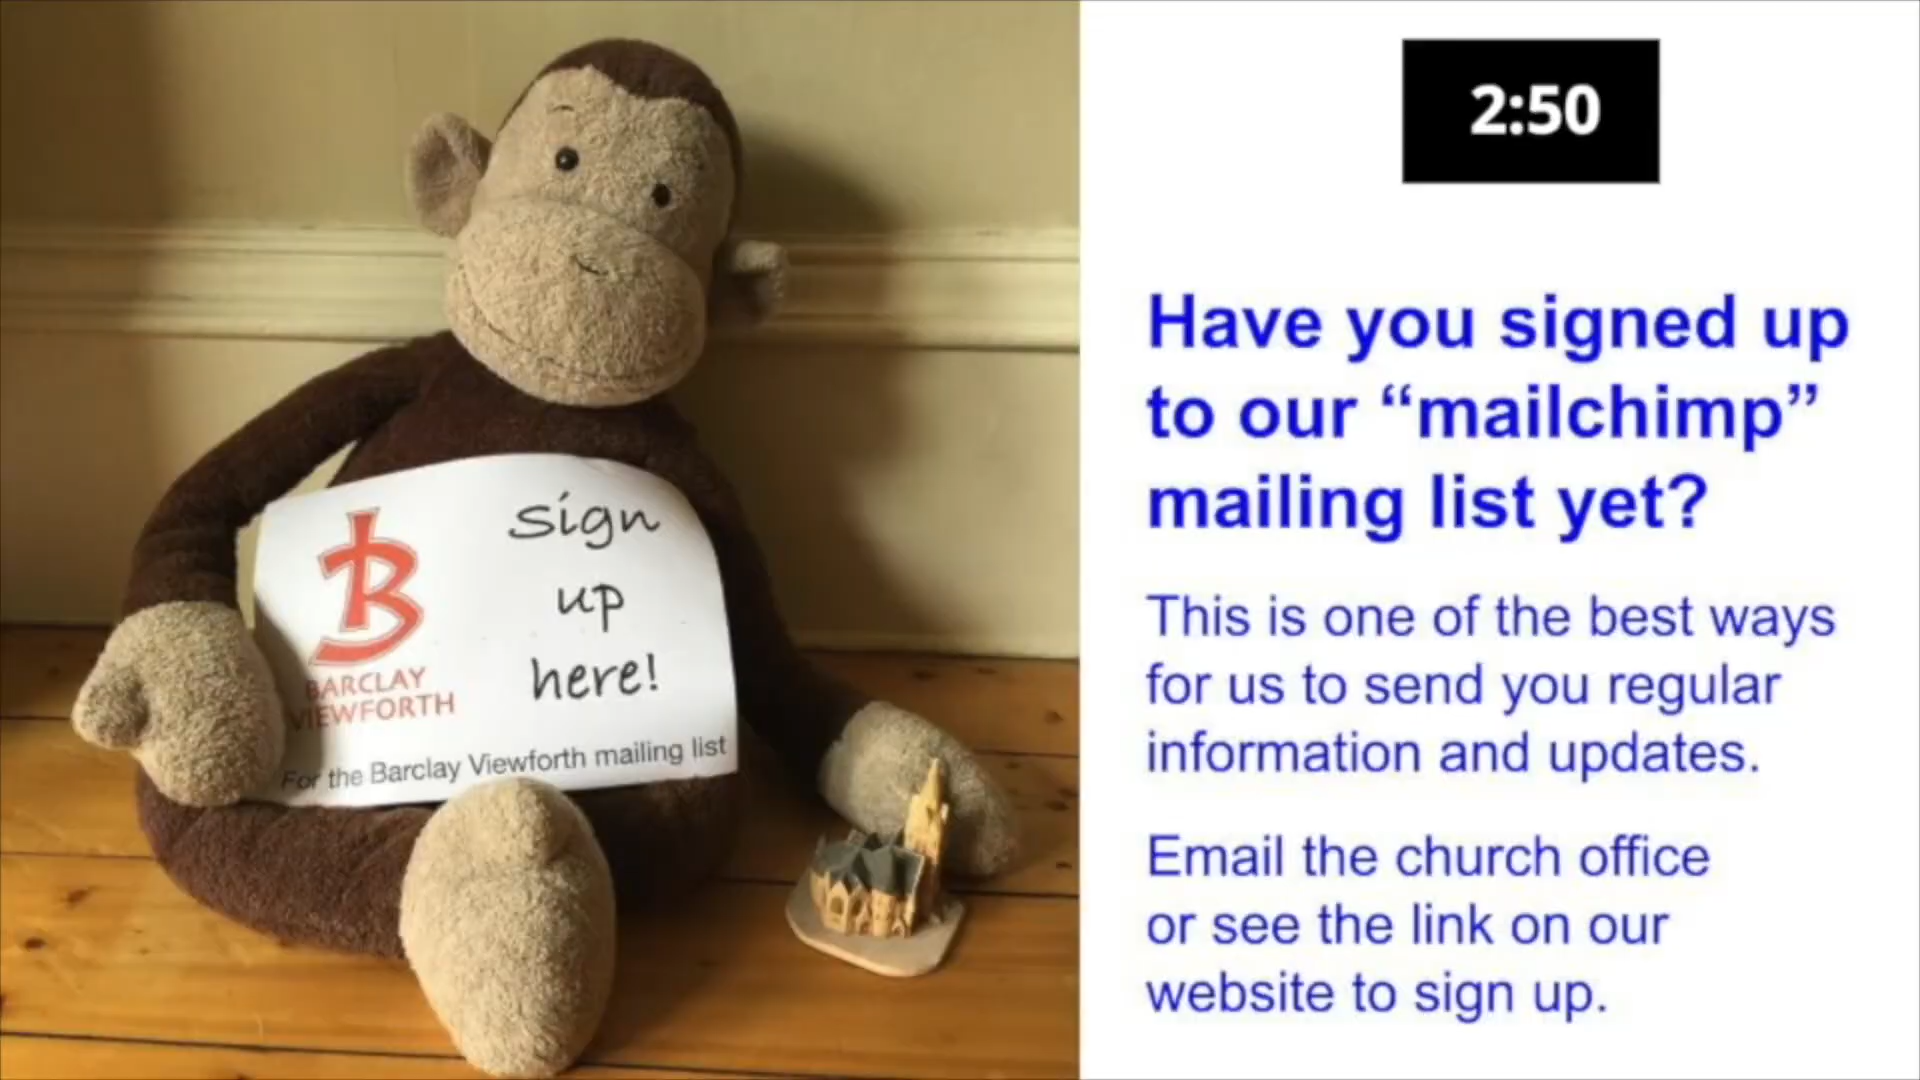 Sign
up
here!
BARCLAY
VIEWFORTH
For the Barclay Viewforth mailing list
2:50
Have you signed up
to our “mailchimp”
mailing list yet?
This is one of the best ways
for us to send you regular
information and updates.
Email the church office
or see the link on our
website to sign up.